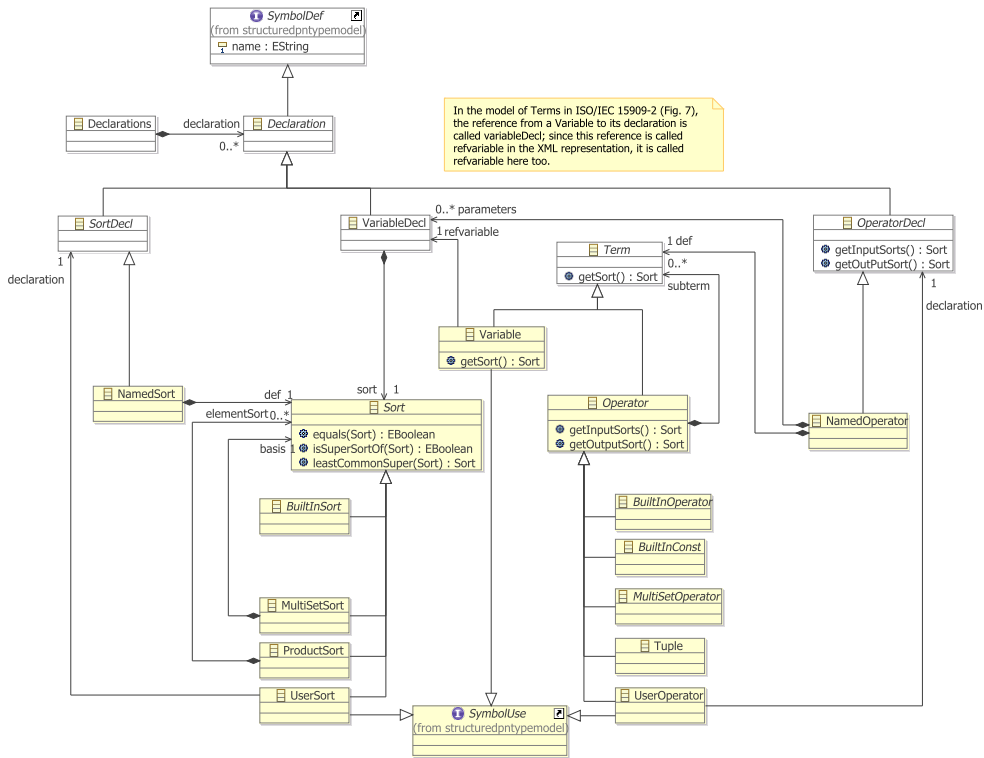 SymbolDef
(from structuredpntypemodel)
name : EString
In the model of Terms in ISO/IEC 15909-2 (Fig. 7),
the reference from a Variable to its declaration is
called variableDecl; since this reference is called
refvariable in the XML representation, it is called
refvariable here too.
Declarations
declaration
0..*
Declaration
SortDecl
VariableDecl
0..* parameters
1 refvariable
OperatorDecl
getInputSorts() : Sort
getOutPutSort() : Sort
Term
getSort() : Sort
1 def
0..*
subterm
1
declaration
1
declaration
Variable
getSort() : Sort
NamedSort
def 1
sort
1
elementSort 0..*
basis 1
Sort
equals(Sort) : EBoolean
isSuperSortOf(Sort) : EBoolean
leastCommonSuper(Sort) : Sort
Operator
getInputSorts() : Sort
getOutputSort() : Sort
NamedOperator
BuiltInSort
BuiltInOperator
BuiltInConst
MultiSetSort
MultiSetOperator
ProductSort
Tuple
UserSort
UserOperator
SymbolUse
(from structuredpntypemodel)